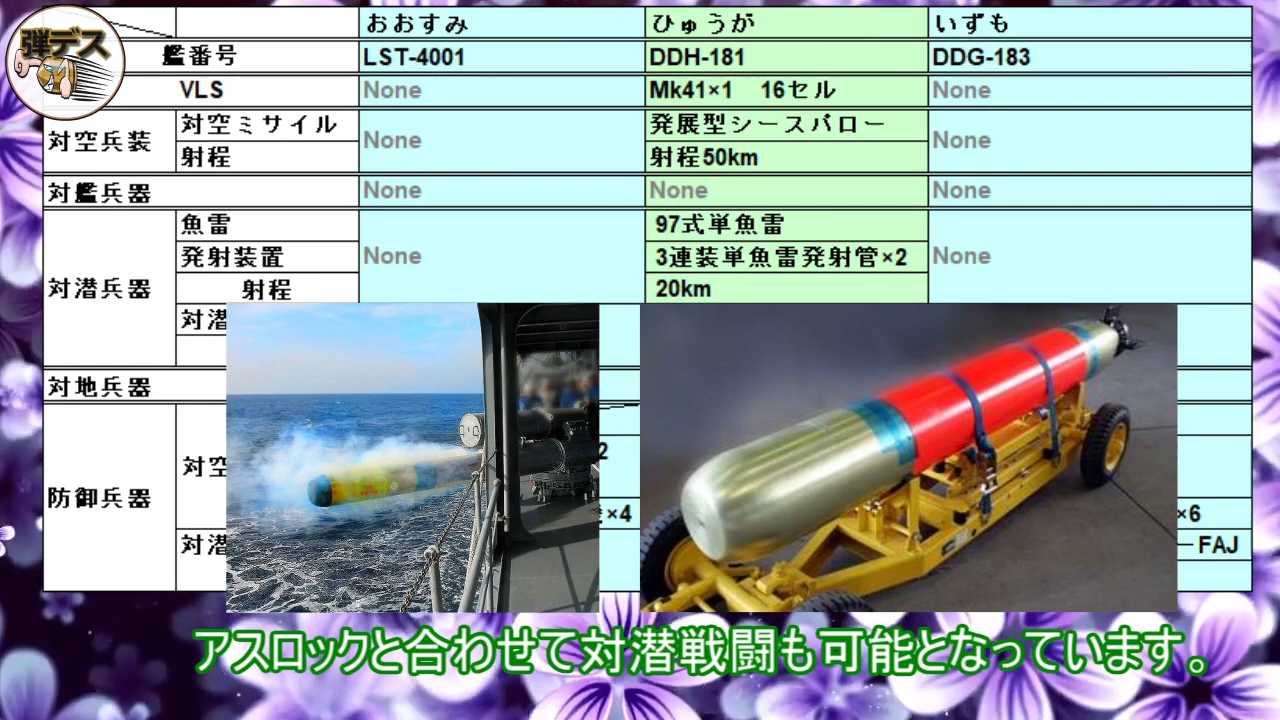 弾デス
おおすみ ひゅうが いずも
艦番号 LST-4001 DDH-181 DDG-183
VLS None Mk41×1 16セル None
対空兵装 対空ミサイル None 発展型シースパロー None
射程 射程50km
対艦兵器 None None None
対潜兵器 魚雷 None 97式単魚雷 None
発射装置 3連装単魚雷発射管×2
射程 20km
対潜
対地兵器
防御兵器 対空 2
×4 ×6
対潜 ーFAJ
アスロックと合わせて対潜戦闘も可能となっています。